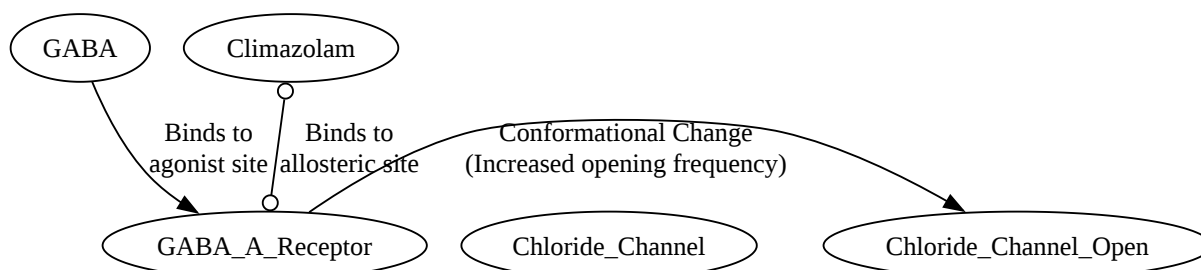 GABA
Climazolam
Binds to
agonist site
Binds to
allosteric site
Conformational Change
(Increased opening frequency)
GABA_A_Receptor
Chloride_Channel
Chloride_Channel_Open